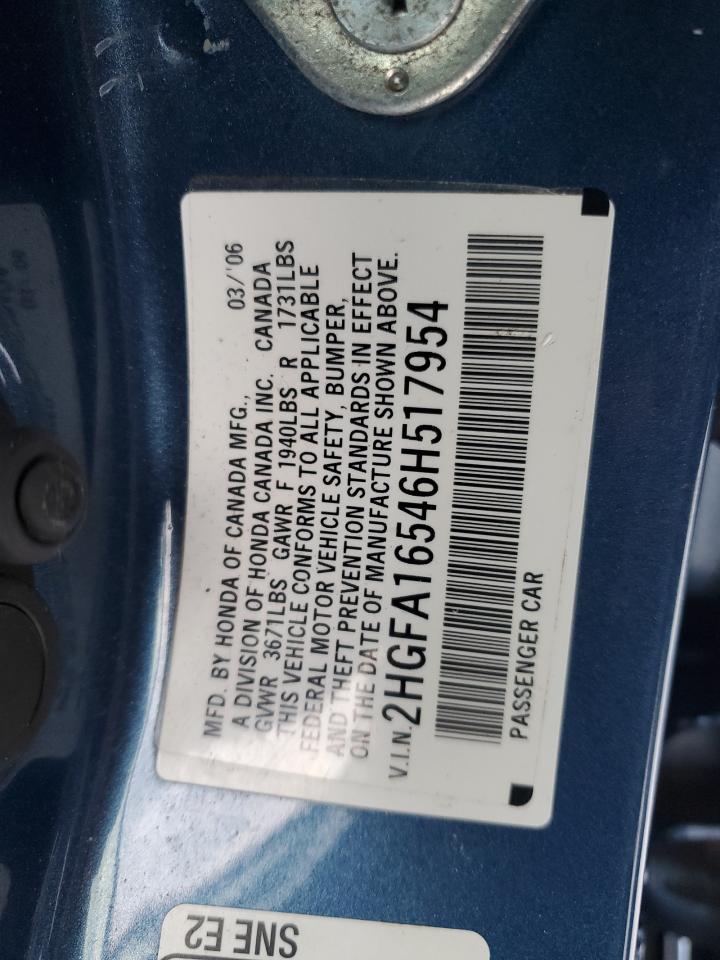 MFD. BY HONDA OF CANADA MFG., 03/'06
A DIVISION OF HONDA CANADA INC. CANADA
GVWR 3671LBS GAWR F 1940LBS R 1731LBS
THIS VEHICLE CONFORMS TO ALL APPLICABLE
FEDERAL MOTOR VEHICLE SAFETY, BUMPER,
AND THEFT PREVENTION STANDARDS IN EFFECT
ON THE DATE OF MANUFACTURE SHOWN ABOVE.
V.I.N. 2HGFA16546H517954
PASSENGER CAR
SNE E2